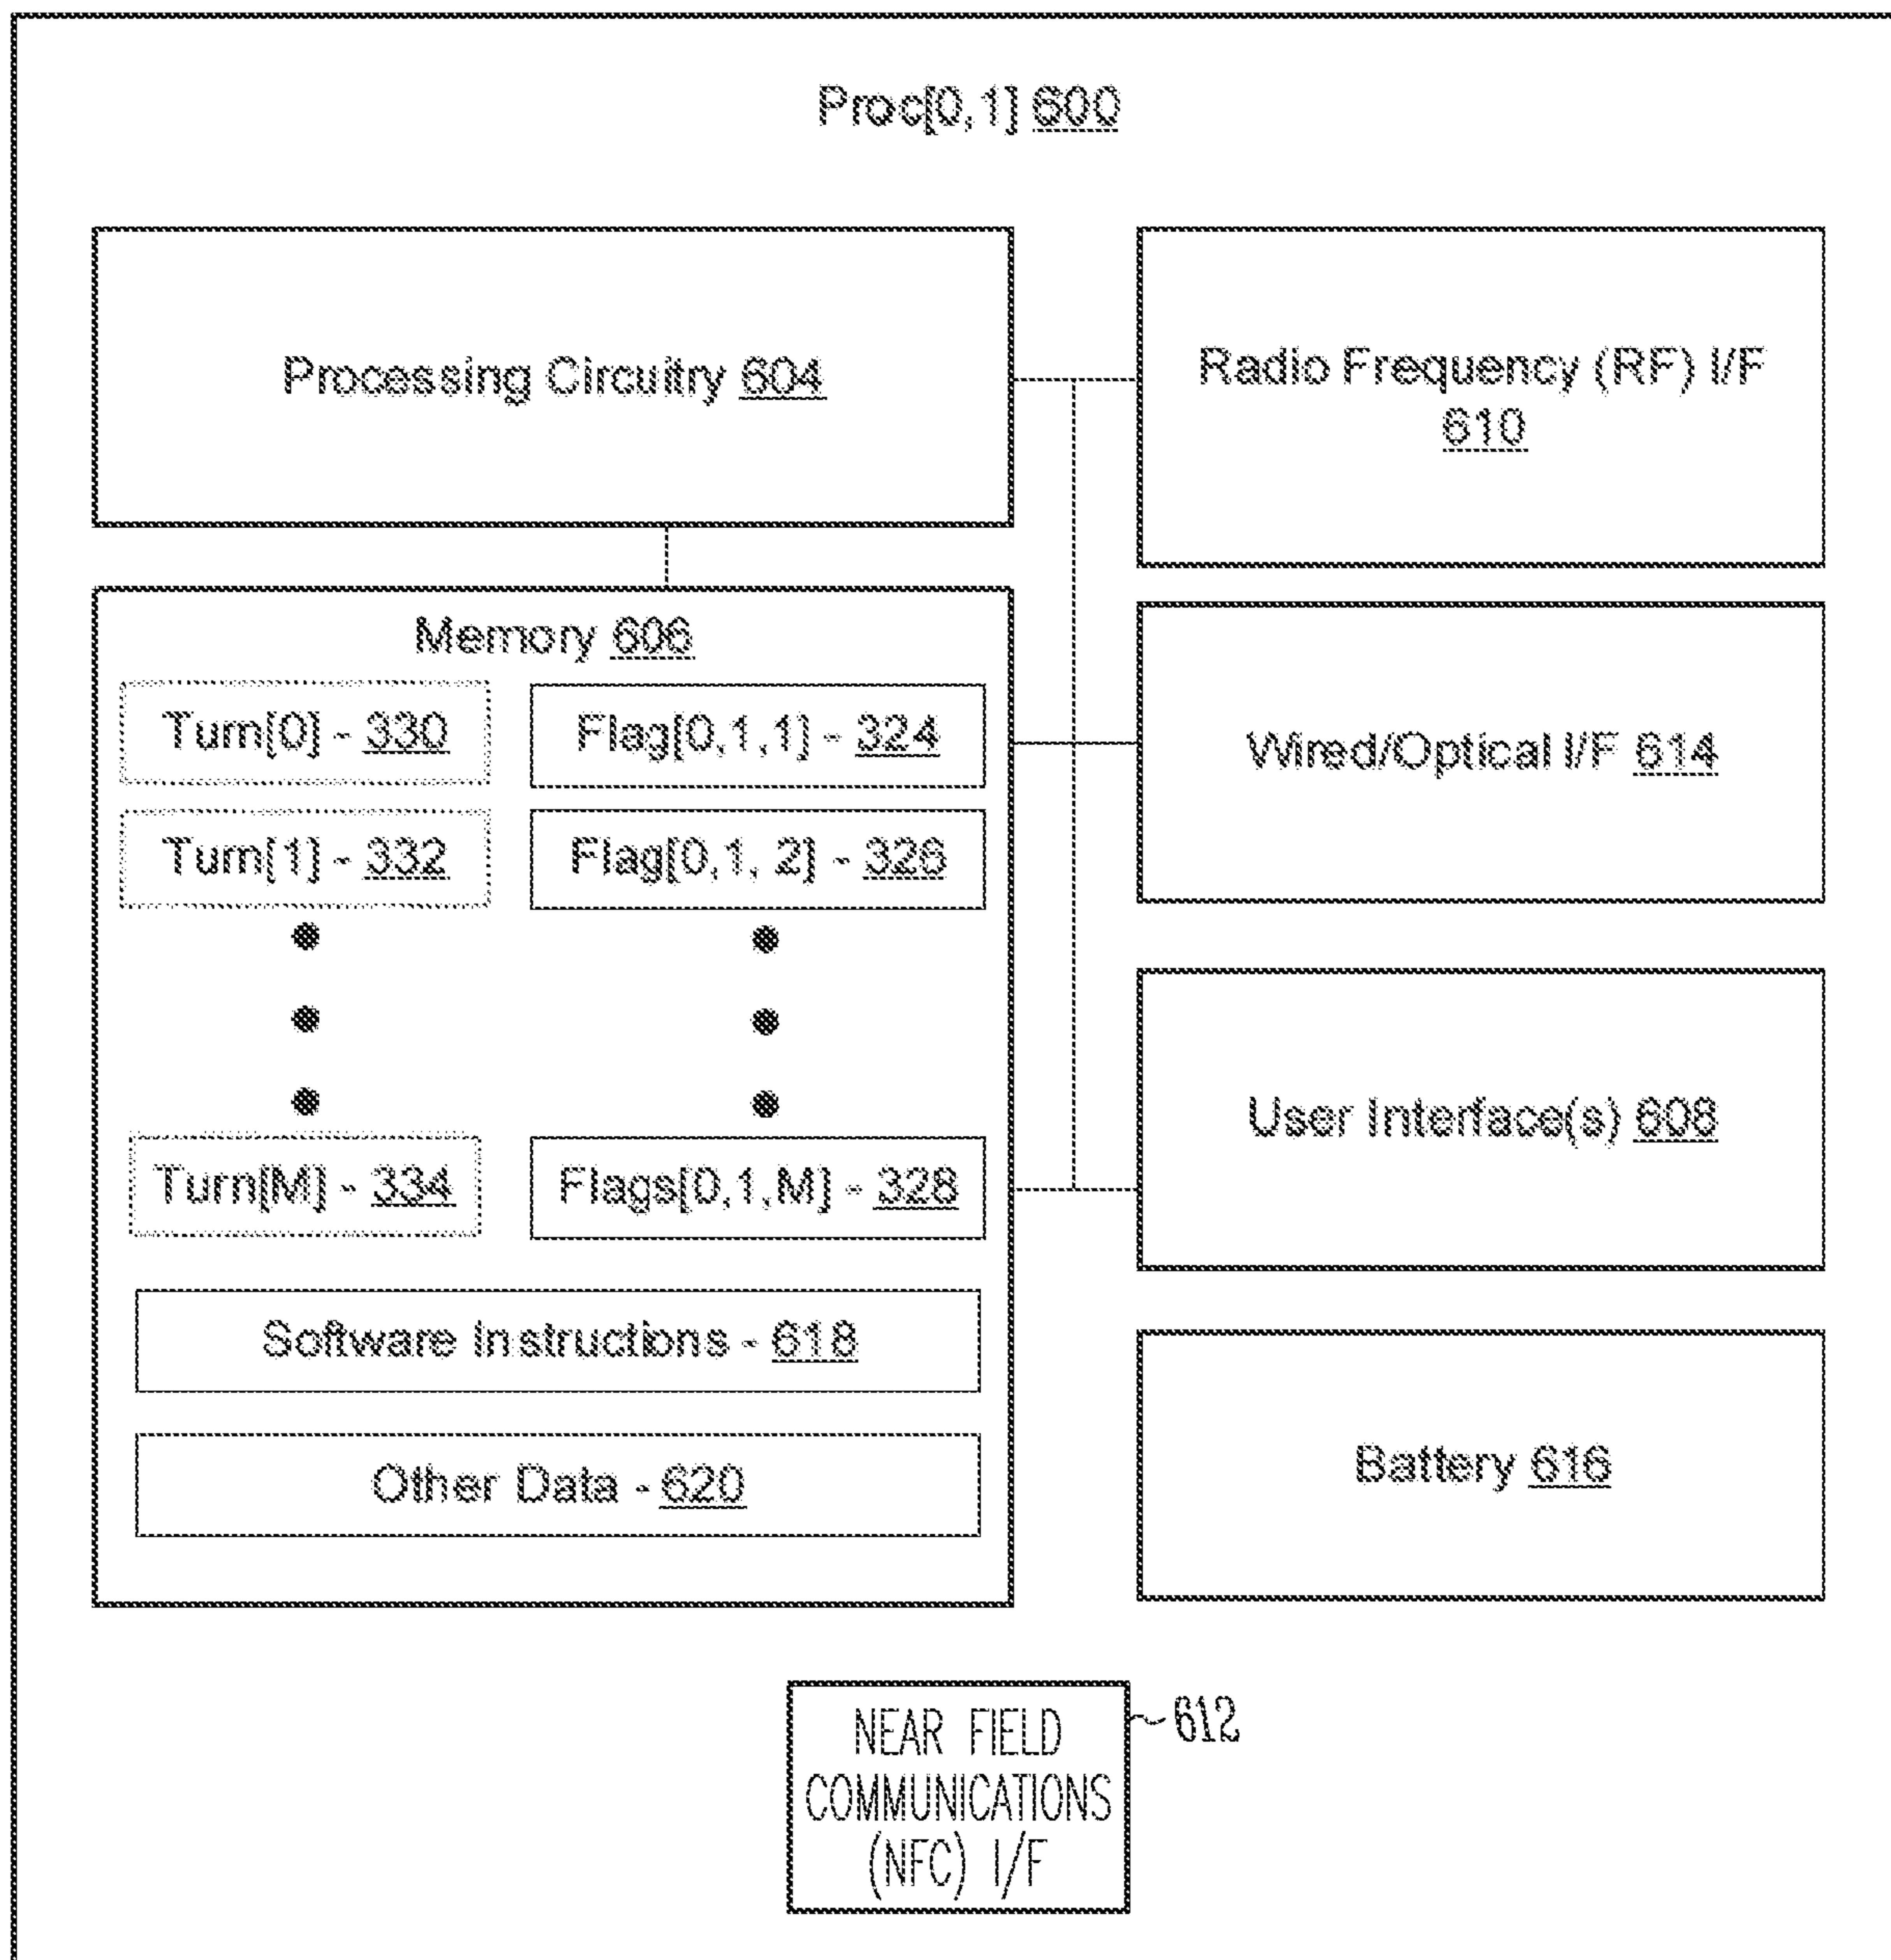 Proc[0,1] 600
Processing Circuitry 604
Radio Frequency (RF) I/F
610
Memory 606
Turn[0] - 330
Flag[0,1,1] - 324
Turn[1] - 332
Flag[0,1, 2] - 326
Turn[M] - 334
Flags[0,1,M] - 328
Software Instructions - 618
Other Data - 620
Wired/Optical I/F 614
User Interface(s) 608
Battery 616
NEAR FIELD
COMMUNICATIONS
(NFC) I/F
612